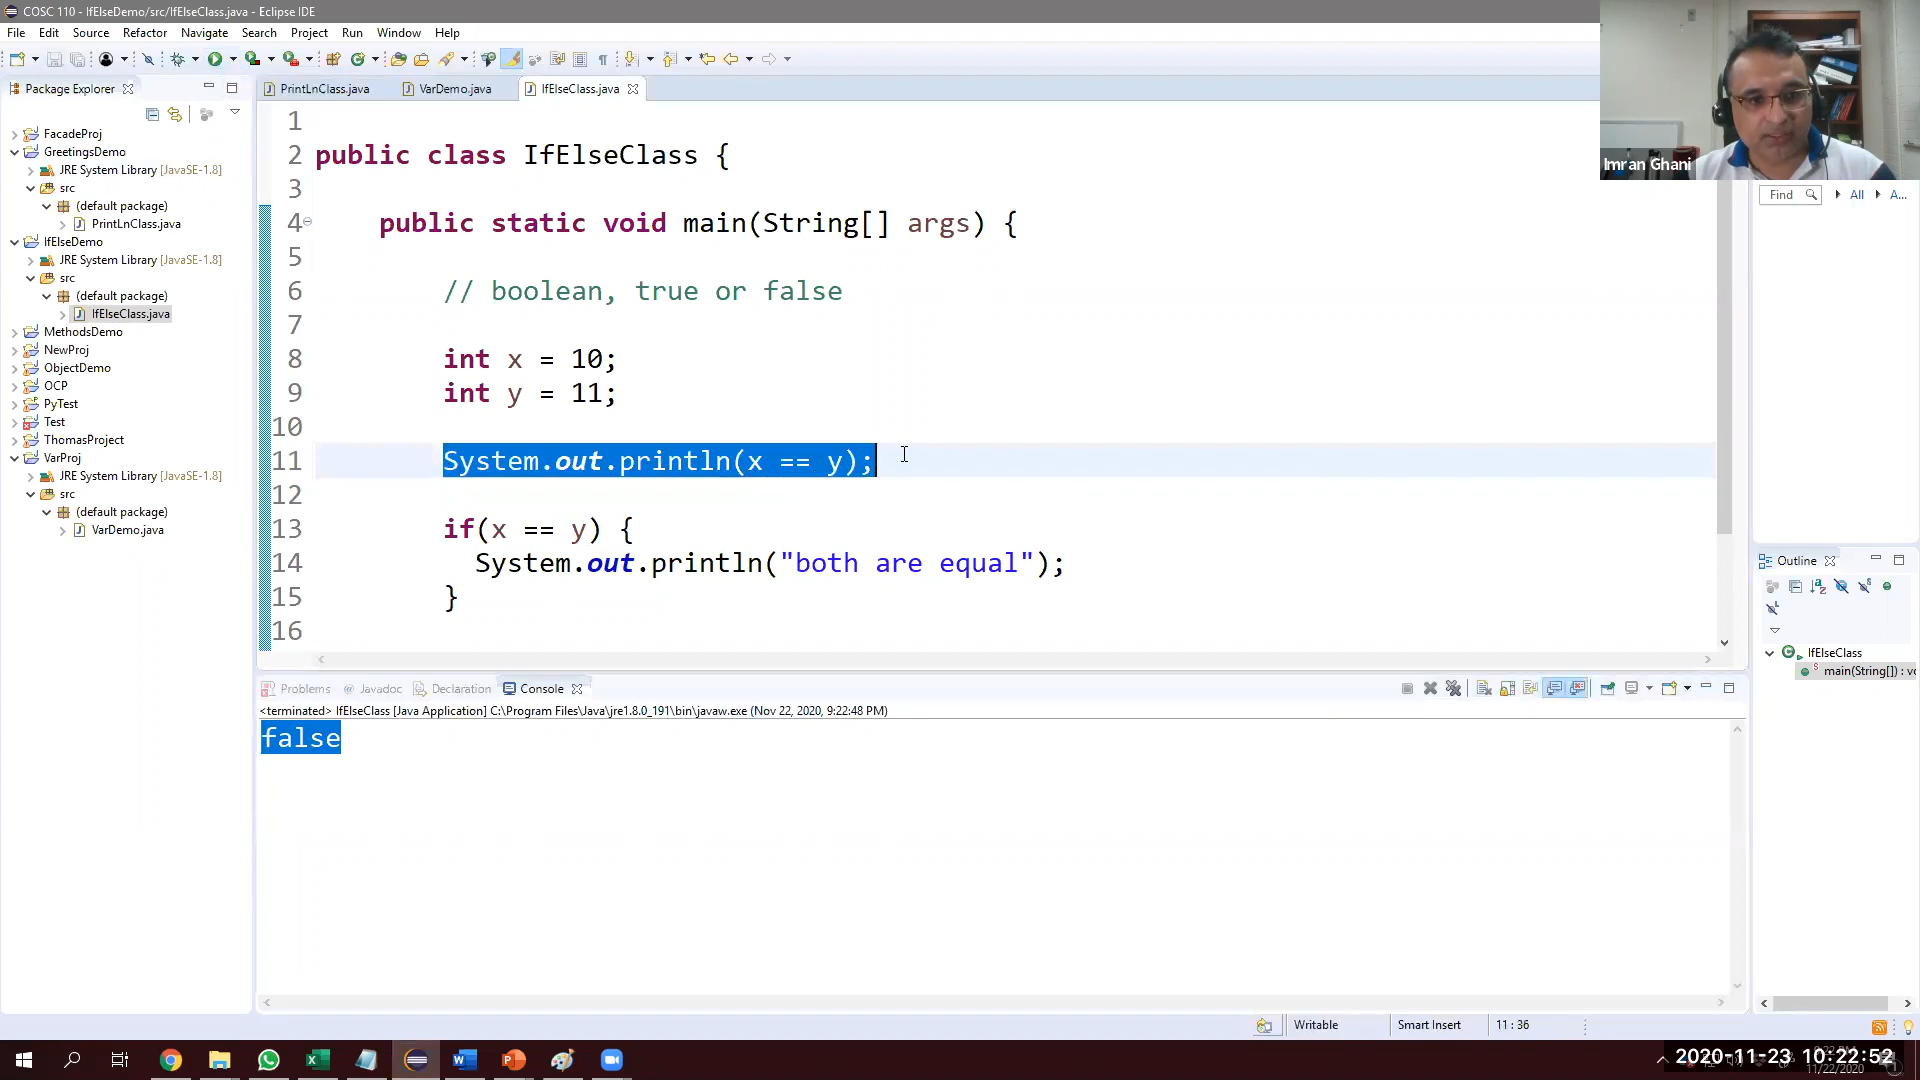 COSC 110 - IfElseDemo/src/IfElseClass.java - Eclipse IDE
File Edit Source Refactor Navigate Search Project Run Window Help
Package Explorer
PrintLnClass.java VarDemo.java IfElseClass.java
Imran Ghani
Find All A...
FacadeProj
GreetingsDemo
JRE System Library [JavaSE-1.8]
src
(default package)
PrintLnClass.java
IfElseDemo
JRE System Library [JavaSE-1.8]
src
(default package)
IfElseClass.java
MethodsDemo
NewProj
ObjectDemo
OCP
PyTest
Test
ThomasProject
VarProj
JRE System Library [JavaSE-1.8]
src
(default package)
VarDemo.java
1
2 public class IfElseClass {
3
4 public static void main(String[] args) {
5
6 // boolean, true or false
7
8 int x = 10;
9 int y = 11;
10
11 System.out.println(x == y);
12
13 if(x == y) {
14 System.out.println("both are equal");
15 }
16
Outline
IfElseClass
main(String[]) : vo
Problems Javadoc Declaration Console
<terminated> IfElseClass [Java Application] C:\Program Files\Java\jre1.8.0_191\bin\javaw.exe (Nov 22, 2020, 9:22:48 PM)
false
Writable Smart Insert 11 : 36
2020-11-23 10:22:52
11/22/2020